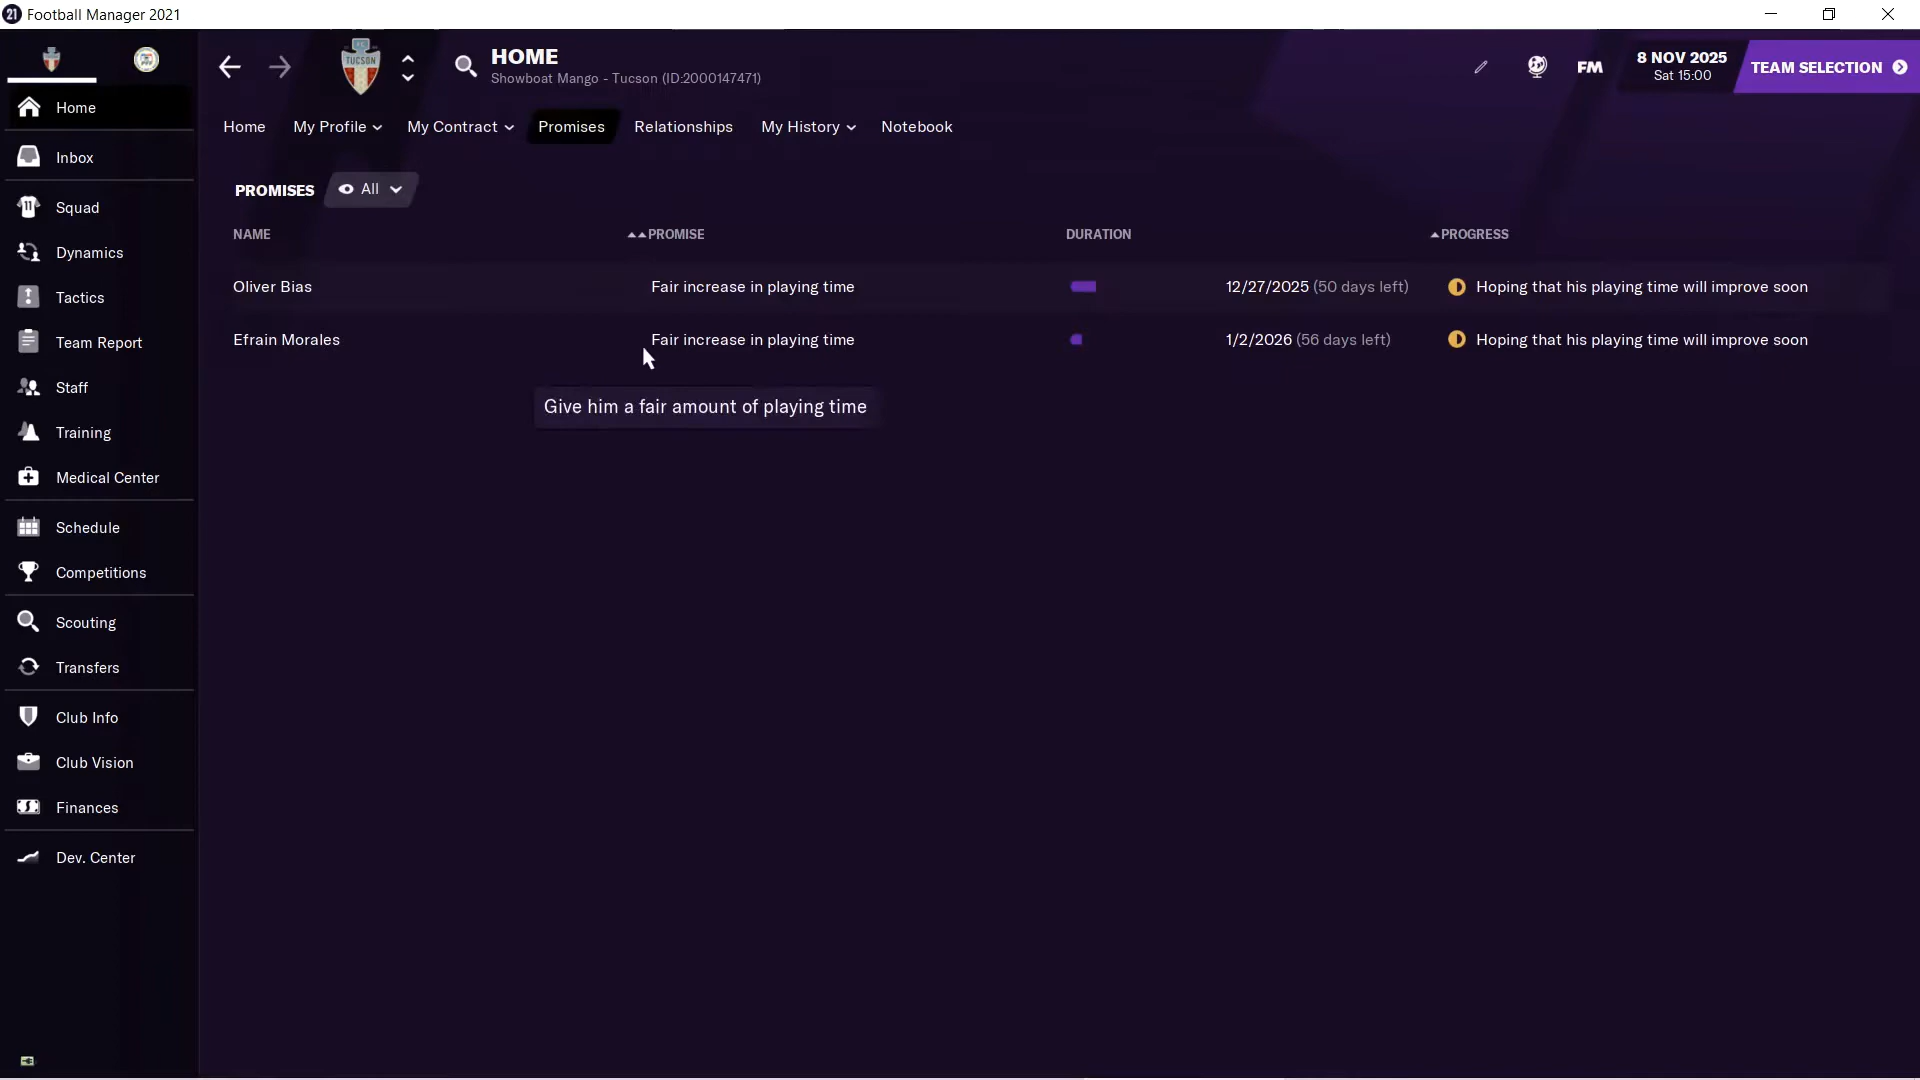 21 Football Manager 2021
HOME
Showboat Mango - Tucson (ID:2000147471)
FM
8 NOV 2025
Sat 15:00
TEAM SELECTION
Home
Inbox
Squad
Dynamics
Tactics
Team Report
Staff
Training
Medical Center
Schedule
Competitions
Scouting
Transfers
Club Info
Club Vision
Finances
Dev. Center
Home My Profile My Contract Promises Relationships My History Notebook
PROMISES All
NAME PROMISE DURATION PROGRESS
Oliver Bias Fair increase in playing time 12/27/2025 (50 days left) Hoping that his playing time will improve soon
Efrain Morales Fair increase in playing time 1/2/2026 (56 days left) Hoping that his playing time will improve soon
Give him a fair amount of playing time